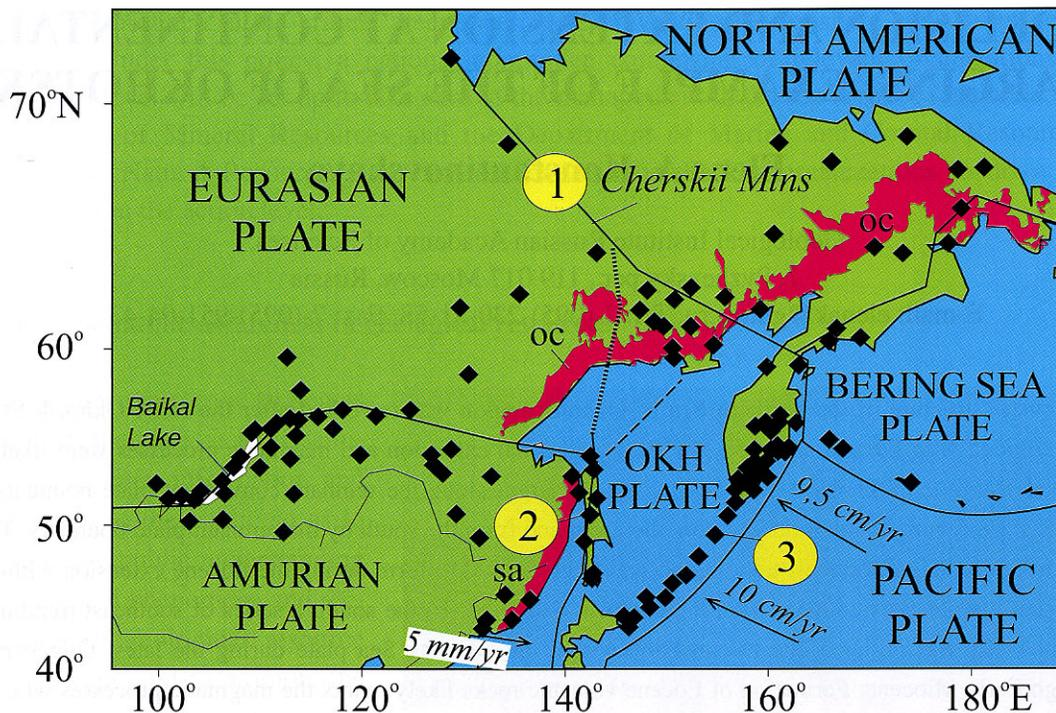 NORTH AMERICAN
PLATE
70°N
1
Cherskii Mtns
EURASIAN
PLATE
oc
60°
oc
Baikal
Lake
BERING SEA
PLATE
OKH
PLATE
9,5 cm/yr
50°
2
3
sa
AMURIAN
PLATE
PACIFIC
PLATE
10 cm/yr
5 mm/yr
40°
100°
120°
140°
160°
180°E